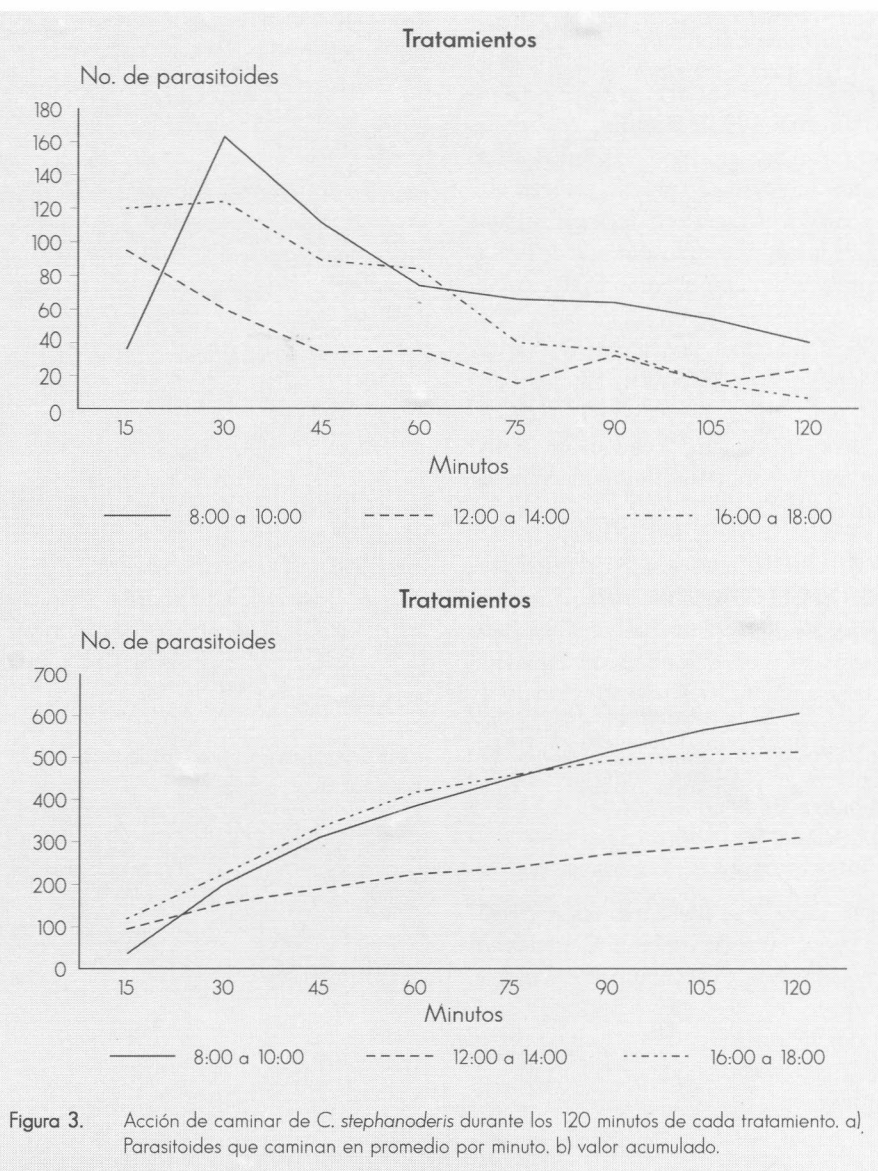 Tratamientos
No. de parasitoides
180
160
140
120
100
80
60
40
20
0
15 30 45 60 75 90 105 120
Minutos
8:00 a 10:00 12:00 a 14:00 16:00 a 18:00
Tratamientos
No. de parasitoides
700
600
500
400
300
200
100
0
15 30 45 60 75 90 105 120
Minutos
8:00 a 10:00 12:00 a 14:00 16:00 a 18:00
Figura 3. Acción de caminar de C. stephanoderis durante los 120 minutos de cada tratamiento. a)
Parasitoides que caminan en promedio por minuto. b) valor acumulado.